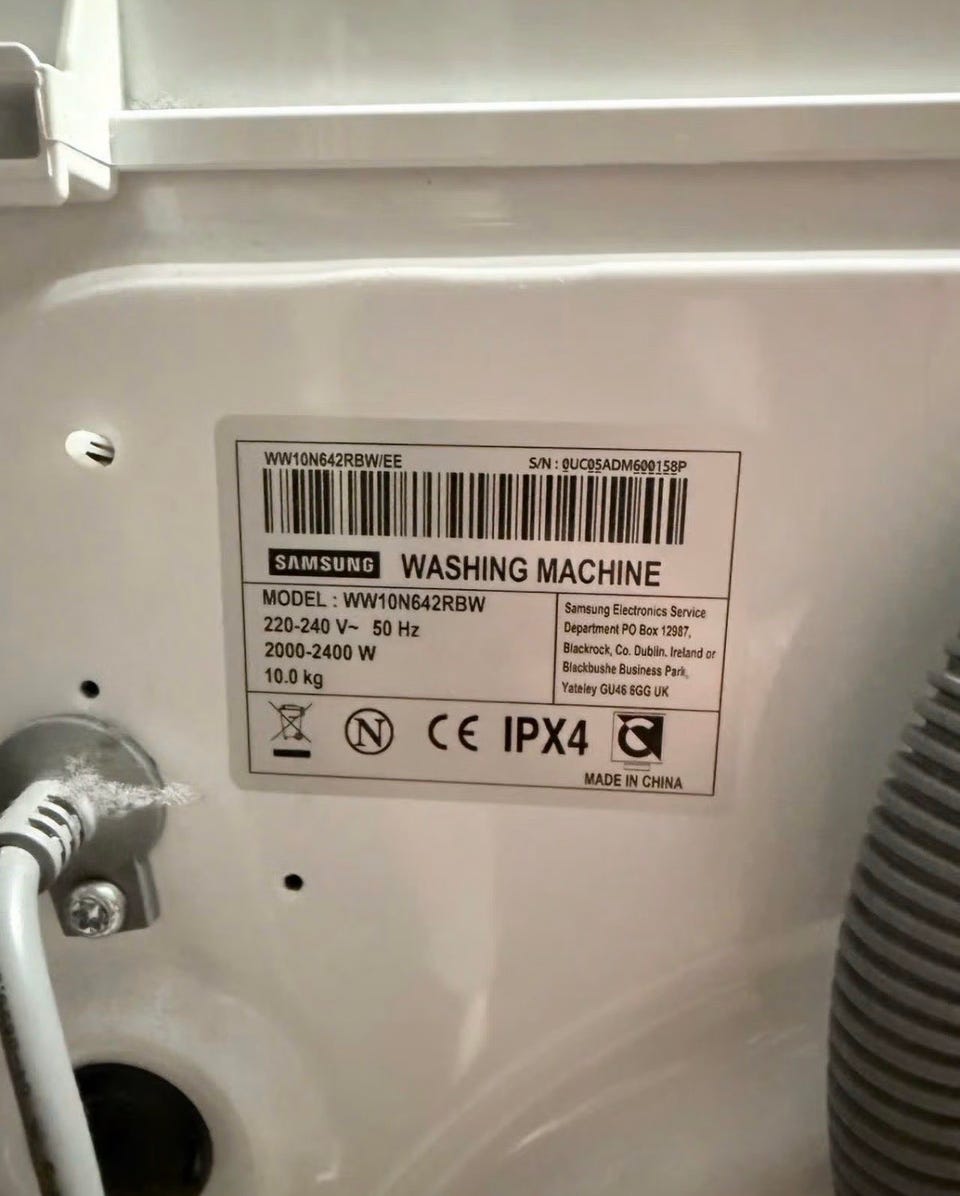 WW10N642RBW/EE S/N : 0UC05ADM600158P
SAMSUNG WASHING MACHINE
MODEL : WW10N642RBW
220-240 V~ 50 Hz
2000-2400 W
10.0 kg
Samsung Electronics Service
Department PO Box 12987,
Blackrock, Co. Dublin. Ireland or
Blackbushe Business Park,
Yateley GU46 6GG UK
N CE IPX4
MADE IN CHINA